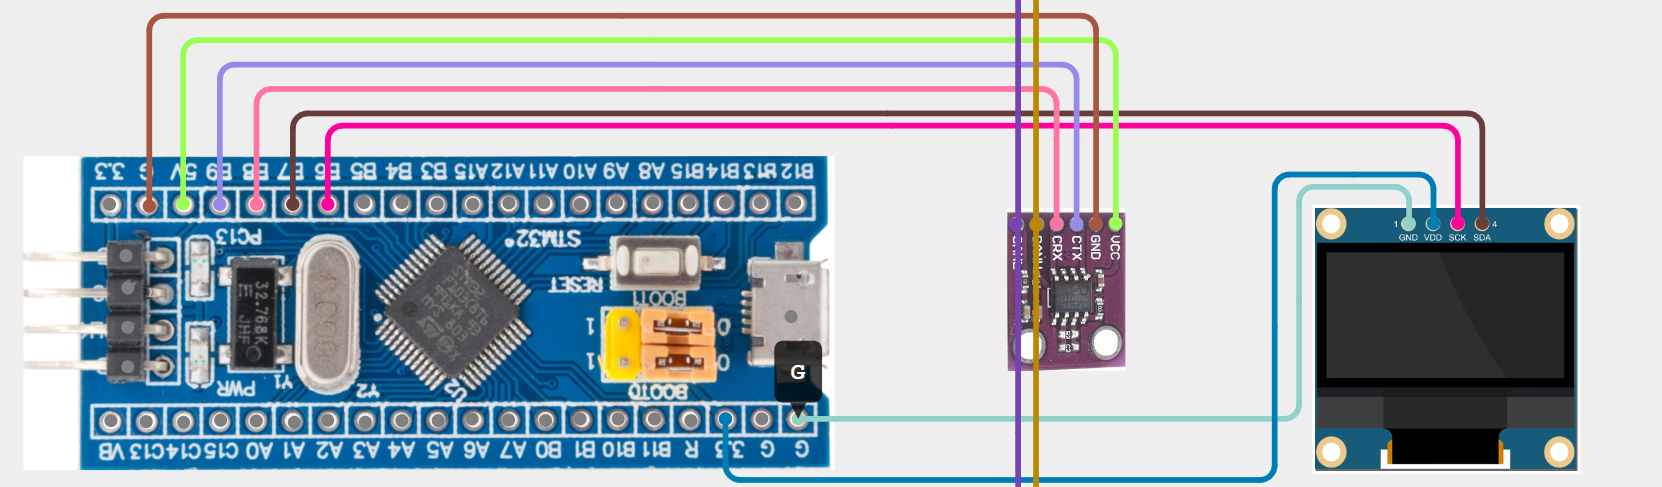 3.3 G 5V B9 B8 B7 B6 B5 B4 B3 A15 A12 A11 A10 A9 A8 B15 B14 B13 B12
PC13
STM32
RESET
BOOT1
32.768K
E
JHF
Y1
Y2
U2
PWR
1 0
1 0
BOOT0
G
VB C13 C14 C15 A0 A1 A2 A3 A4 A5 A6 A7 B0 B1 B10 B11 R 3.3 G G
CRX CTX GND VCC
1 GND VDD SCK SDA 4